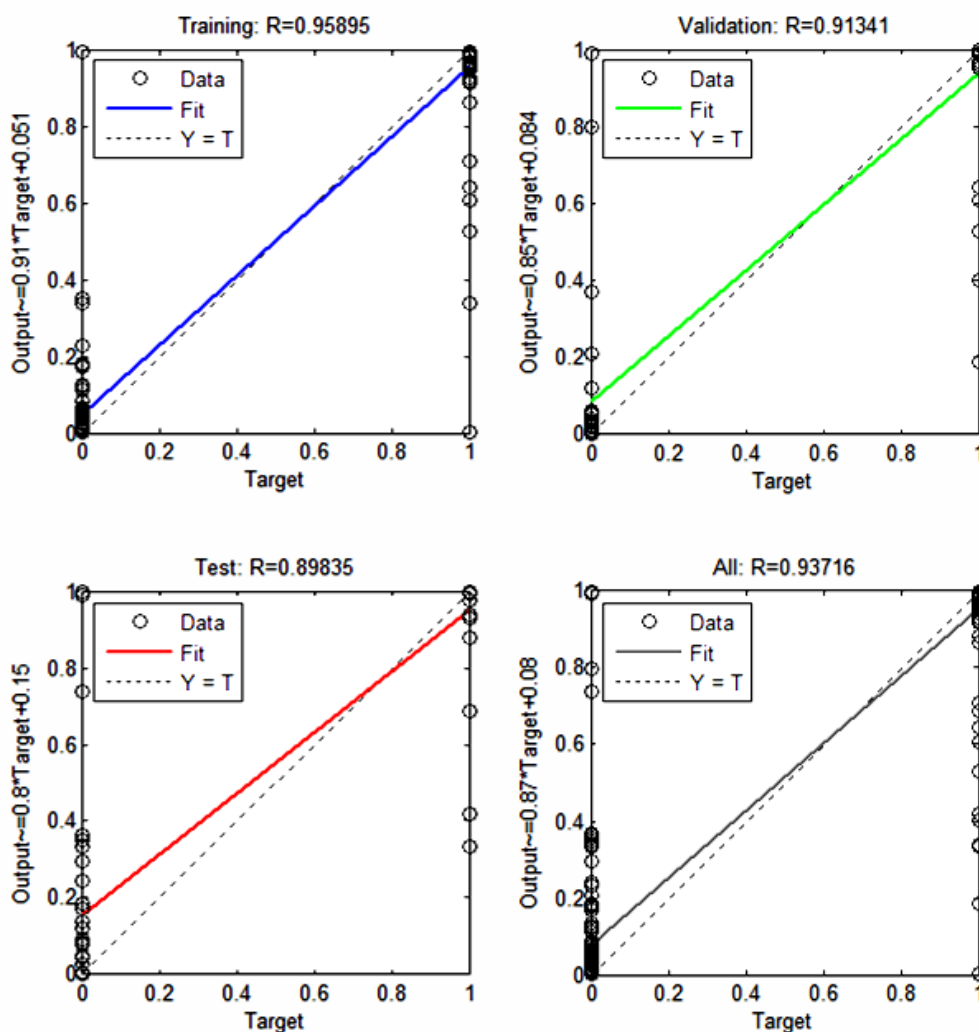 Training: R=0.95895
Output~=0.91*Target+0.051
1
0.8
0.6
0.4
0.2
0
Data
Fit
Y = T
0 0.2 0.4 0.6 0.8 1
Target
Validation: R=0.91341
Output~=0.85*Target+0.084
1
0.8
0.6
0.4
0.2
0
Data
Fit
Y = T
0 0.2 0.4 0.6 0.8 1
Target
Test: R=0.89835
Output~=0.8*Target+0.15
1
0.8
0.6
0.4
0.2
0
Data
Fit
Y = T
0 0.2 0.4 0.6 0.8 1
Target
All: R=0.93716
Output~=0.87*Target+0.08
1
0.8
0.6
0.4
0.2
0
Data
Fit
Y = T
0 0.2 0.4 0.6 0.8 1
Target